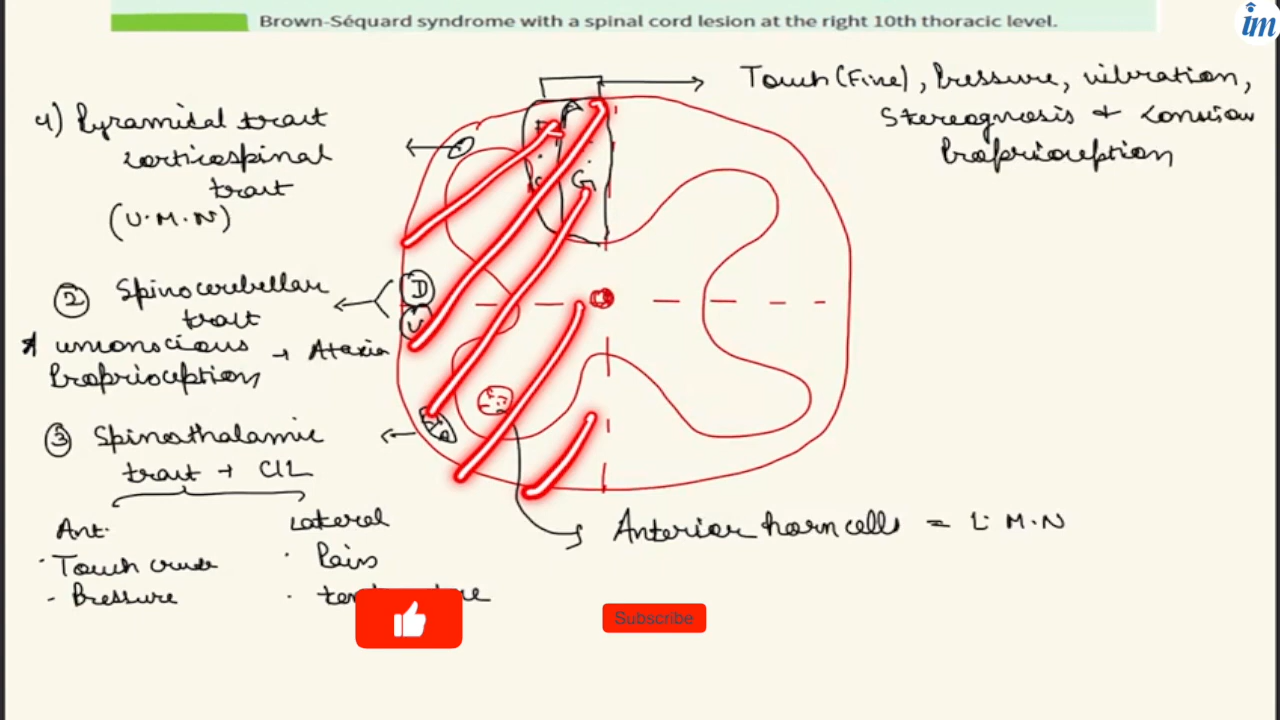 Brown-Séquard syndrome with a spinal cord lesion at the right 10th thoracic level.
im
Touch (Fine), Pressure, vibration,
Stereognosis +
Proprioception
4) Pyramidal tract
corticospinal
tract
(U.M.N)
G
② Spinocerebellar
tract
D
V
unconscious → Ataxia
Proprioception
③ Spinothalamic
tract → C/L
Ant. Lateral
· Touch crude · Pain
- Pressure
Anterior horn cells = L.M.N
Subscribe